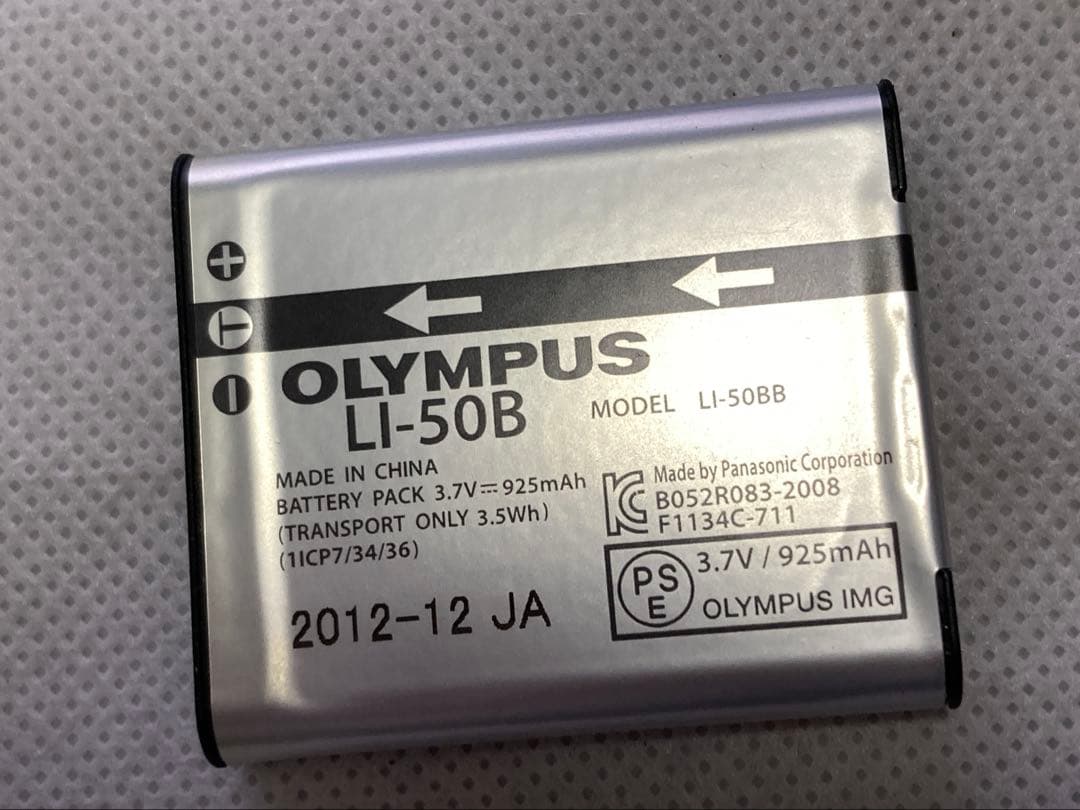 +
T
−
OLYMPUS
LI-50B
MODEL LI-50BB
MADE IN CHINA
BATTERY PACK 3.7V⎓925mAh
(TRANSPORT ONLY 3.5Wh)
(1ICP7/34/36)
2012-12 JA
KC
Made by Panasonic Corporation
B052R083-2008
F1134C-711
PS
E
3.7V / 925mAh
OLYMPUS IMG